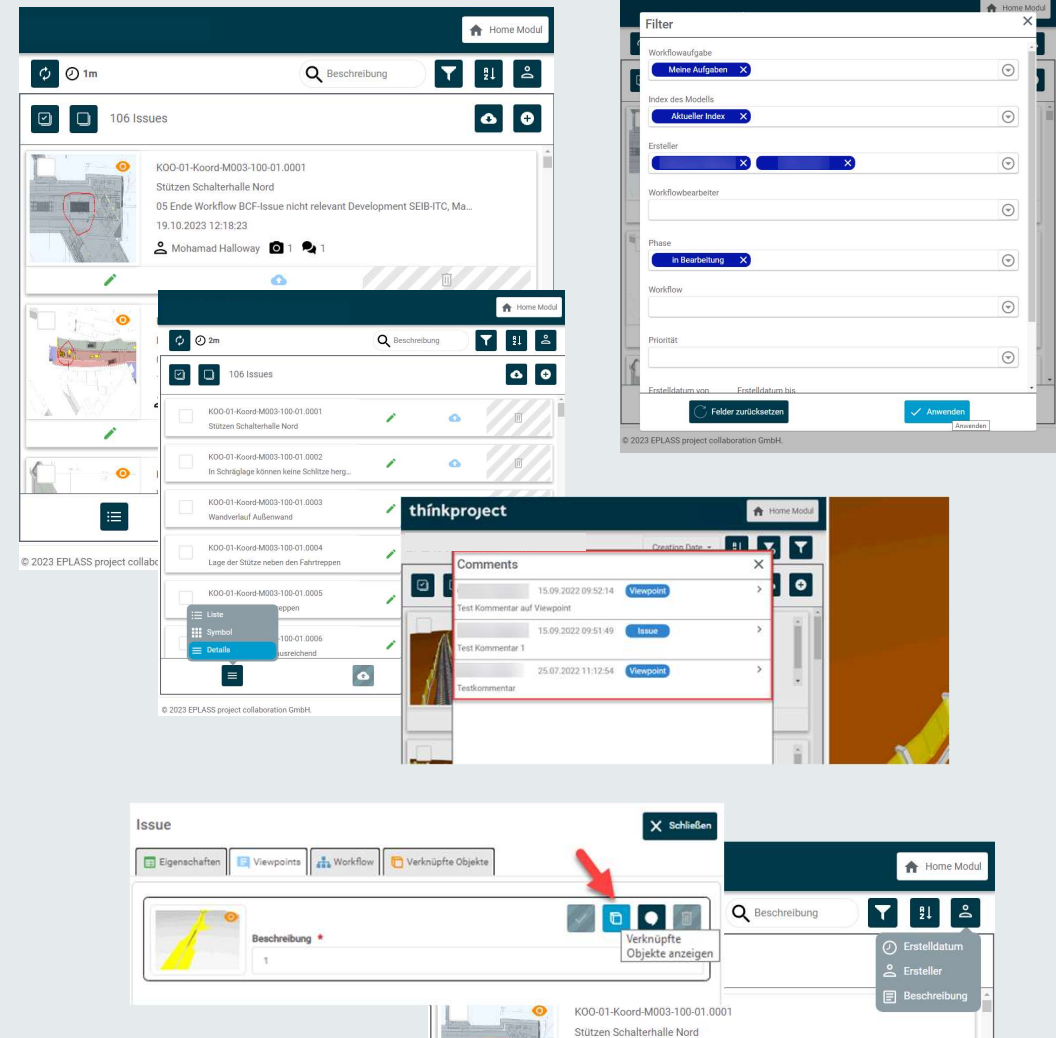 Home Modul
1m
Beschreibung
106 Issues
KOO-01-Koord-M003-100-01.0001
Stützen Schalterhalle Nord
05 Ende Workflow BCF-Issue nicht relevant Development SEIB-ITC, Ma...
19.10.2023 12:18:23
Mohamad Halloway 1 1
© 2023 EPLASS project collabo
Home Modul
2m
Beschreibung
106 Issues
KOO-01-Koord-M003-100-01.0001
Stützen Schalterhalle Nord
KOO-01-Koord-M003-100-01.0002
In Schräglage können keine Schlitze herg...
KOO-01-Koord-M003-100-01.0003
Wandverlauf Außenwand
KOO-01-Koord-M003-100-01.0004
Lage der Stütze neben den Fahrtreppen
KOO-01-Koord-M003-100-01.0005
eppen
-100-01.0006
usreichend
Liste
Symbol
Details
© 2023 EPLASS project collaboration GmbH.
Home Modul
Filter
Workflowaufgabe
Meine Aufgaben
Index des Modells
Aktueller Index
Ersteller
Workflowbearbeiter
Phase
in Bearbeitung
Workflow
Priorität
Erstelldatum von Erstelldatum bis
Felder zurücksetzen
Anwenden
Anwenden
© 2023 EPLASS project collaboration GmbH.
thinkproject
Home Modul
Creation Date
Comments
15.09.2022 09:52:14 Viewpoint
Test Kommentar auf Viewpoint
15.09.2022 09:51:49 Issue
Test Kommentar 1
25.07.2022 11:12:54 Viewpoint
Testkommentar
Issue
Schließen
Eigenschaften Viewpoints Workflow Verknüpfte Objekte
Beschreibung *
1
Verknüpfte
Objekte anzeigen
Home Modul
Beschreibung
Erstelldatum
Ersteller
Beschreibung
KOO-01-Koord-M003-100-01.0001
Stützen Schalterhalle Nord